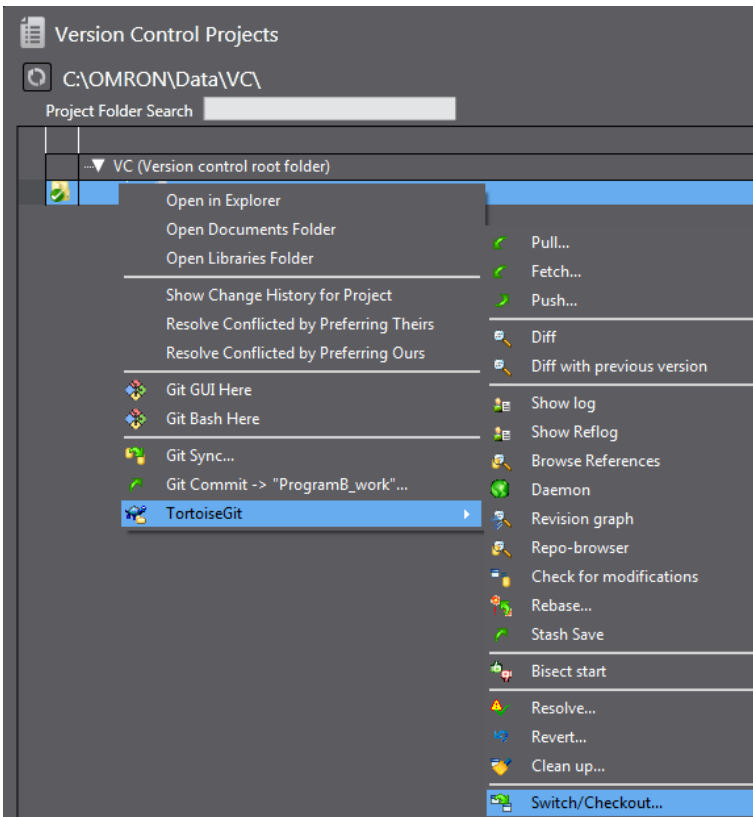 Version Control Projects
C:\OMRON\Data\VC\
Project Folder Search
VC (Version control root folder)
Open in Explorer
Open Documents Folder
Open Libraries Folder
Show Change History for Project
Resolve Conflicted by Preferring Theirs
Resolve Conflicted by Preferring Ours
Git GUI Here
Git Bash Here
Git Sync...
Git Commit -> "ProgramB_work"...
TortoiseGit
Pull...
Fetch...
Push...
Diff
Diff with previous version
Show log
Show Reflog
Browse References
Daemon
Revision graph
Repo-browser
Check for modifications
Rebase...
Stash Save
Bisect start
Resolve...
Revert...
Clean up...
Switch/Checkout...